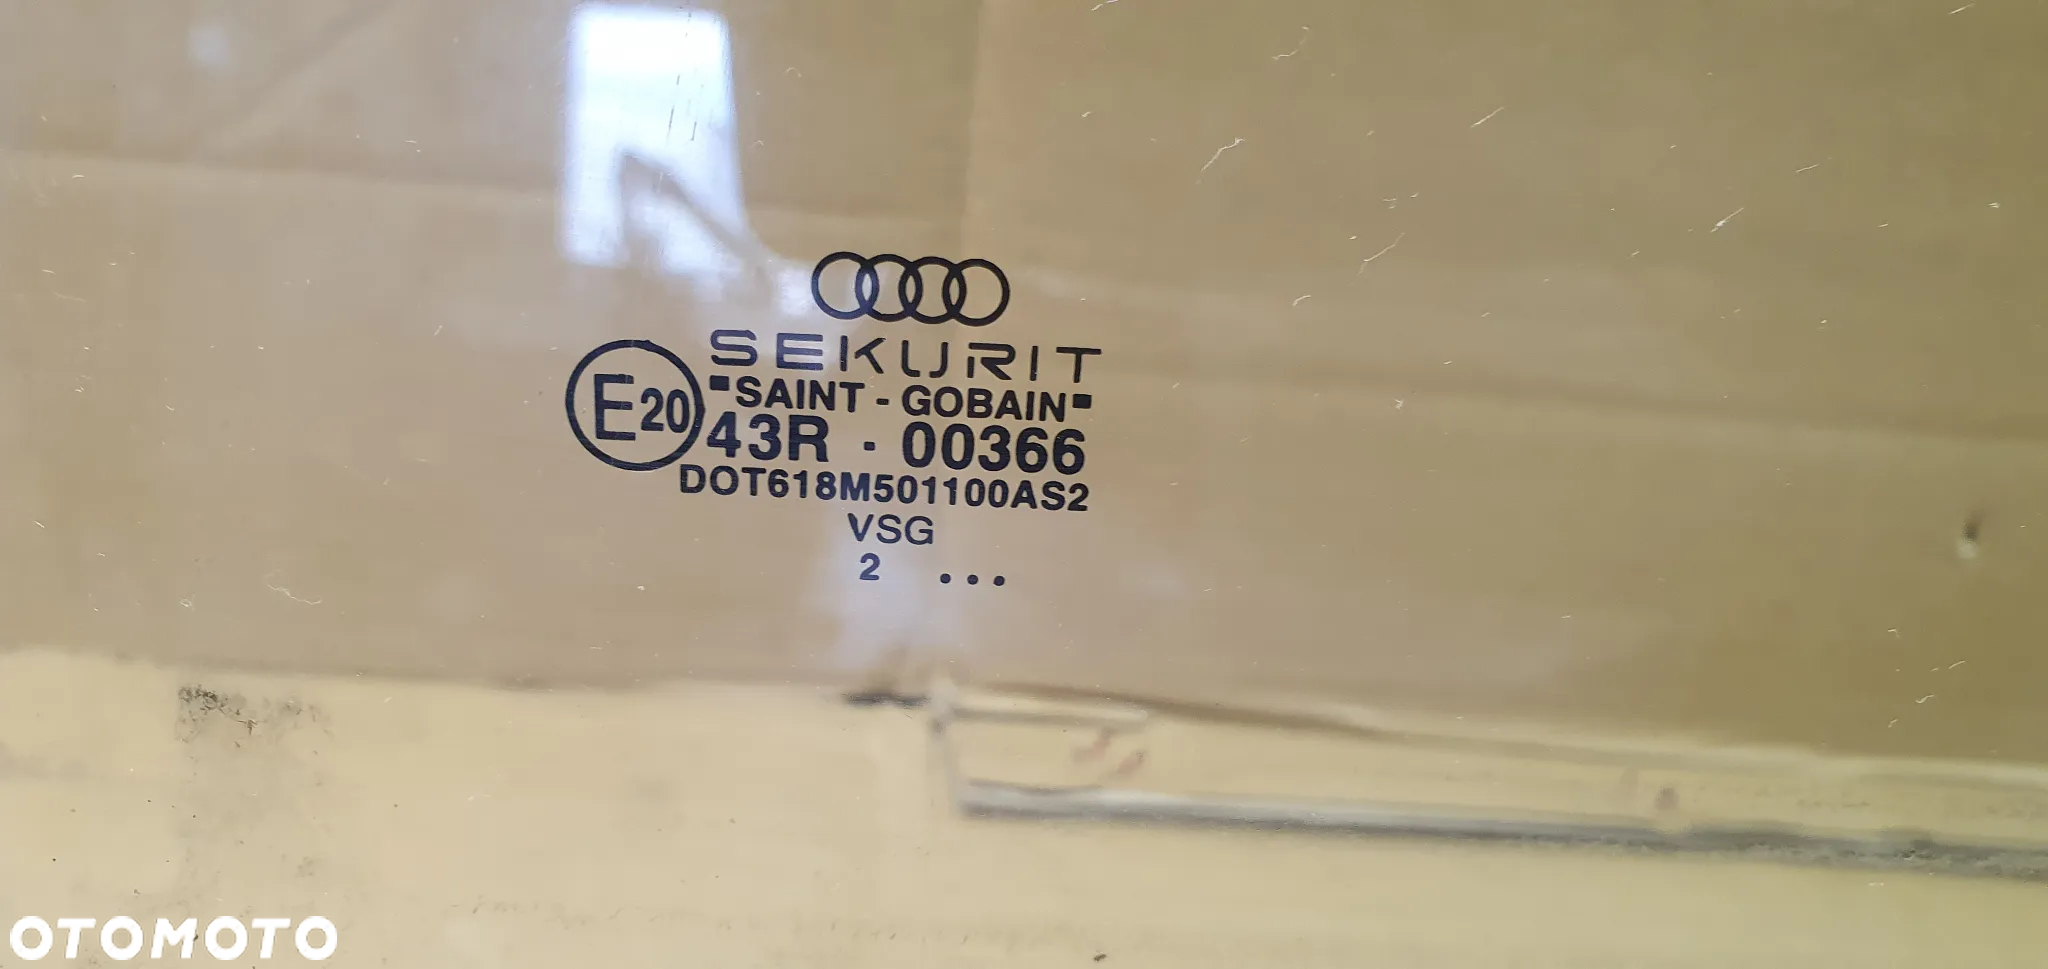 SEKURIT
"SAINT - GOBAIN"
E20 43R - 00366
DOT618M501100AS2
VSG
2 ...
OTOMOTO